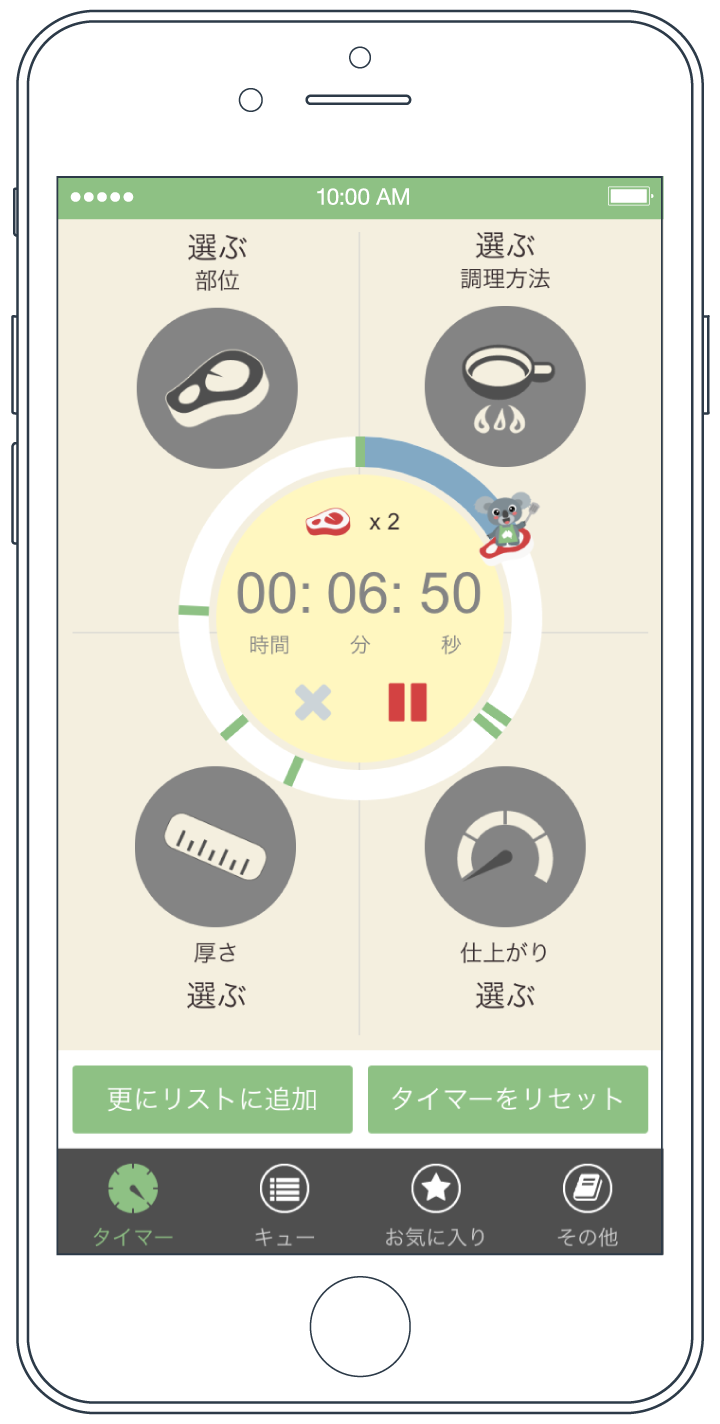 10:00 AM
選ぶ
部位
選ぶ
調理方法
x 2
00: 06: 50
時間 分 秒
厚さ
選ぶ
仕上がり
選ぶ
更にリストに追加
タイマーをリセット
タイマー
キュー
お気に入り
その他